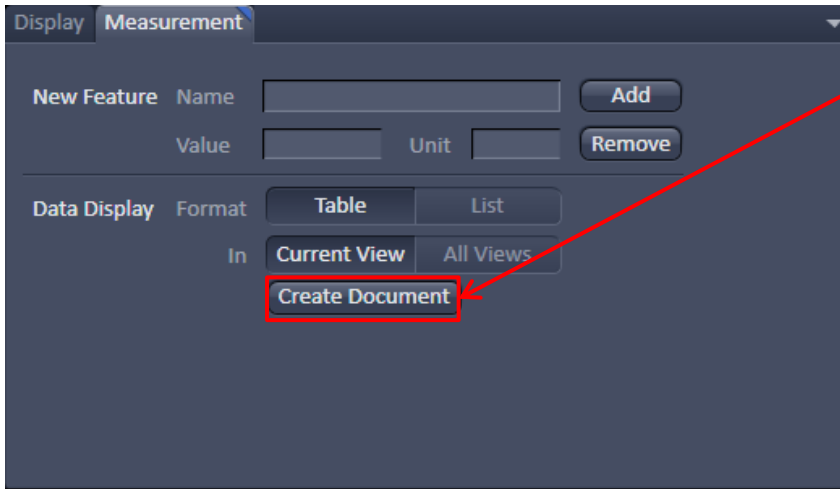 Display Measurement
New Feature Name Add
Value Unit Remove
Data Display Format Table List
In Current View All Views
Create Document